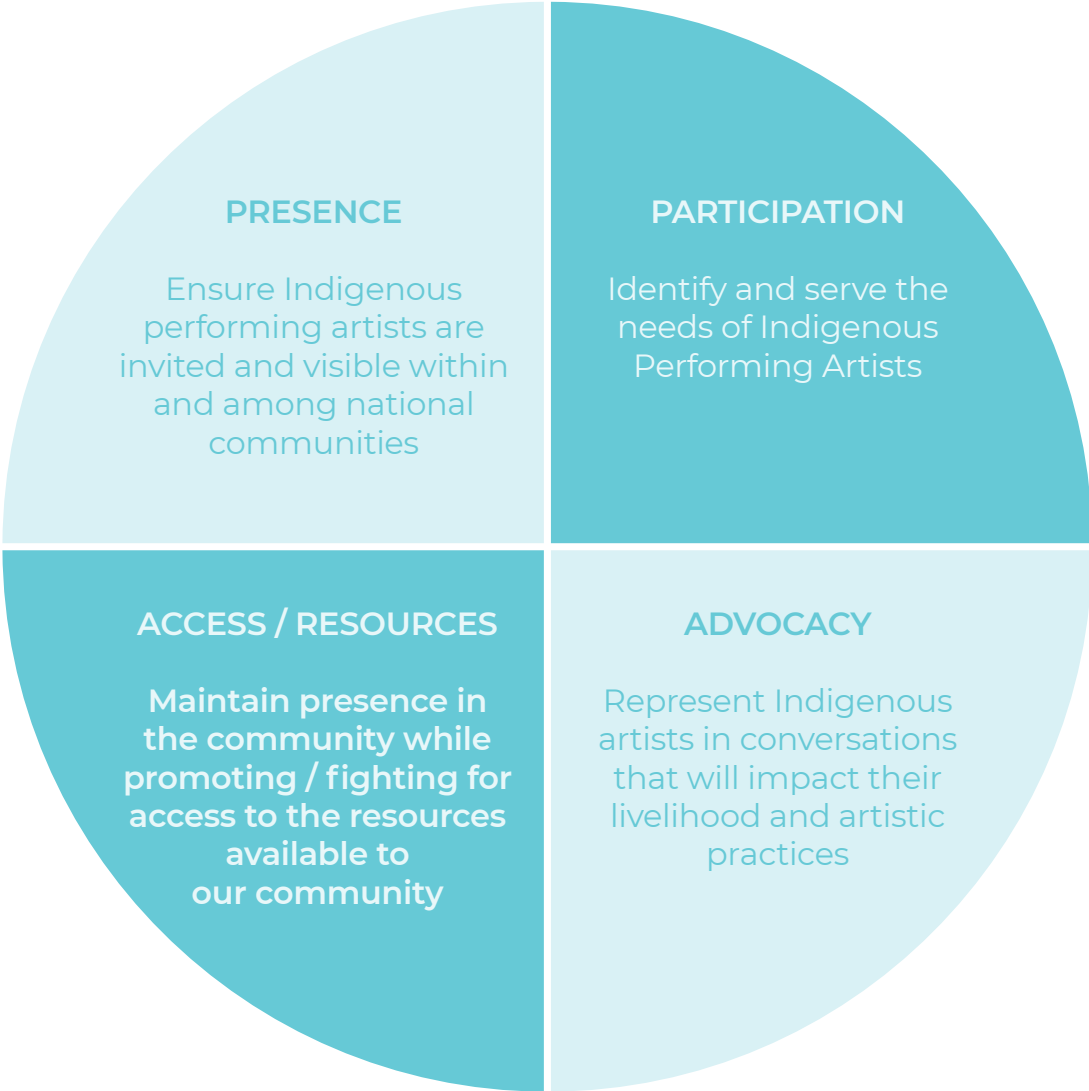 PRESENCE
Ensure Indigenous
performing artists are
invited and visible within
and among national
communities
PARTICIPATION
Identify and serve the
needs of Indigenous
Performing Artists
ACCESS / RESOURCES
Maintain presence in
the community while
promoting / fighting for
access to the resources
available to
our community
ADVOCACY
Represent Indigenous
artists in conversations
that will impact their
livelihood and artistic
practices